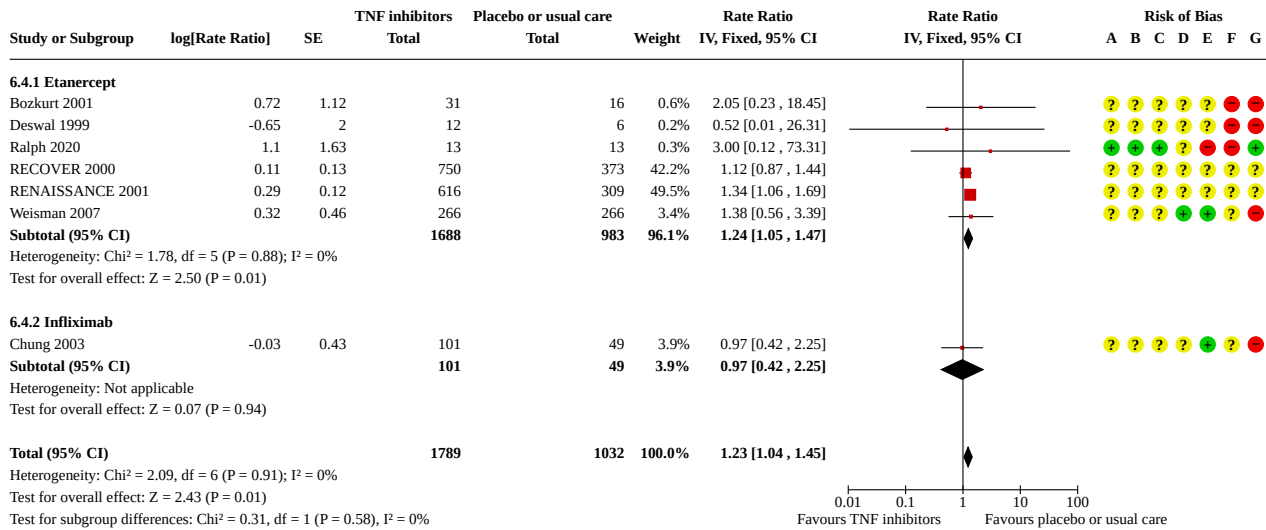 TNF inhibitors Placebo or usual care Rate Ratio Rate Ratio Risk of Bias
Study or Subgroup log[Rate Ratio] SE Total Total Weight IV, Fixed, 95% CI IV, Fixed, 95% CI A B C D E F G
6.4.1 Etanercept
Bozkurt 2001 0.72 1.12 31 16 0.6% 2.05 [0.23 , 18.45] ? ? ? ? ? − −
Deswal 1999 -0.65 2 12 6 0.2% 0.52 [0.01 , 26.31] ? ? ? ? ? − −
Ralph 2020 1.1 1.63 13 13 0.3% 3.00 [0.12 , 73.31] + + + ? − − +
RECOVER 2000 0.11 0.13 750 373 42.2% 1.12 [0.87 , 1.44] ? ? ? ? ? ? ?
RENAISSANCE 2001 0.29 0.12 616 309 49.5% 1.34 [1.06 , 1.69] ? ? ? ? ? ? ?
Weisman 2007 0.32 0.46 266 266 3.4% 1.38 [0.56 , 3.39] ? ? ? + + ? −
Subtotal (95% CI) 1688 983 96.1% 1.24 [1.05 , 1.47]
Heterogeneity: Chi² = 1.78, df = 5 (P = 0.88); I² = 0%
Test for overall effect: Z = 2.50 (P = 0.01)
6.4.2 Infliximab
Chung 2003 -0.03 0.43 101 49 3.9% 0.97 [0.42 , 2.25] ? ? ? ? + ? −
Subtotal (95% CI) 101 49 3.9% 0.97 [0.42 , 2.25]
Heterogeneity: Not applicable
Test for overall effect: Z = 0.07 (P = 0.94)
Total (95% CI) 1789 1032 100.0% 1.23 [1.04 , 1.45]
Heterogeneity: Chi² = 2.09, df = 6 (P = 0.91); I² = 0%
Test for overall effect: Z = 2.43 (P = 0.01)
Test for subgroup differences: Chi² = 0.31, df = 1 (P = 0.58), I² = 0%
0.01 0.1 1 10 100
Favours TNF inhibitors Favours placebo or usual care